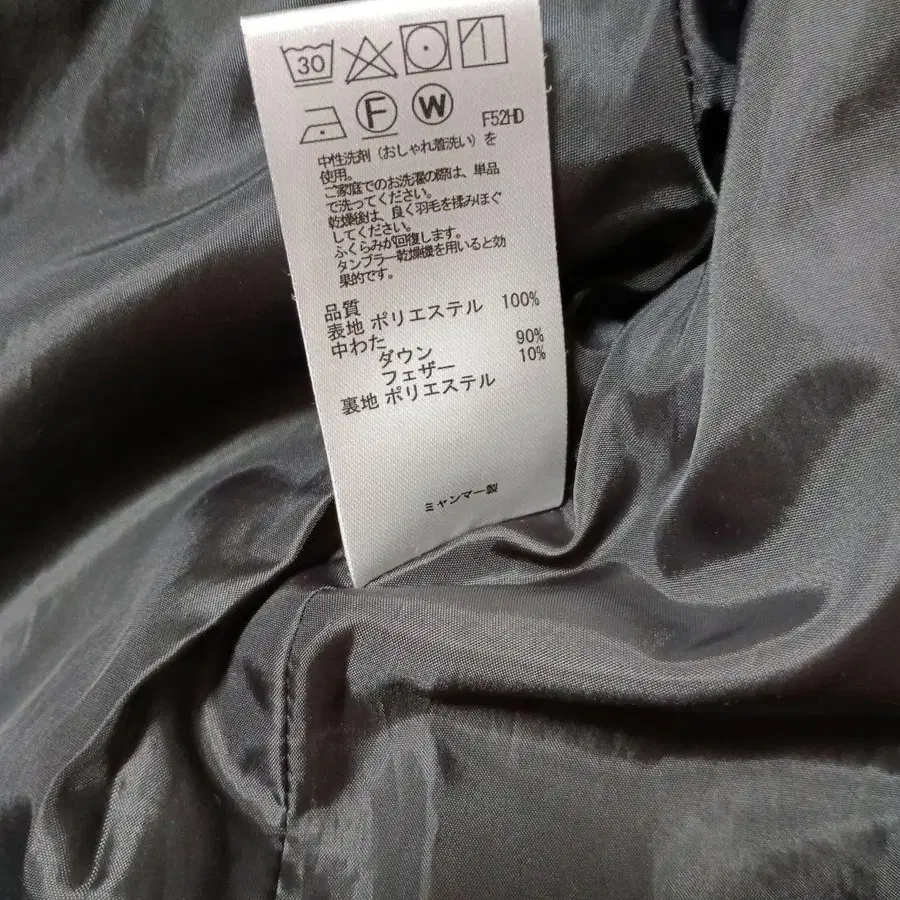 30
F W F52HD
中性洗剤（おしゃれ着洗い）を
使用。
ご家庭でのお洗濯の際は、単品
で洗ってください。
乾燥後は、良く羽毛を揉みほぐ
してください。
ふくらみが回復します。
タンブラー乾燥機を用いると効
果的です。
品質
表地 ポリエステル 100%
中わた
ダウン 90%
フェザー 10%
裏地 ポリエステル
ミャンマー製